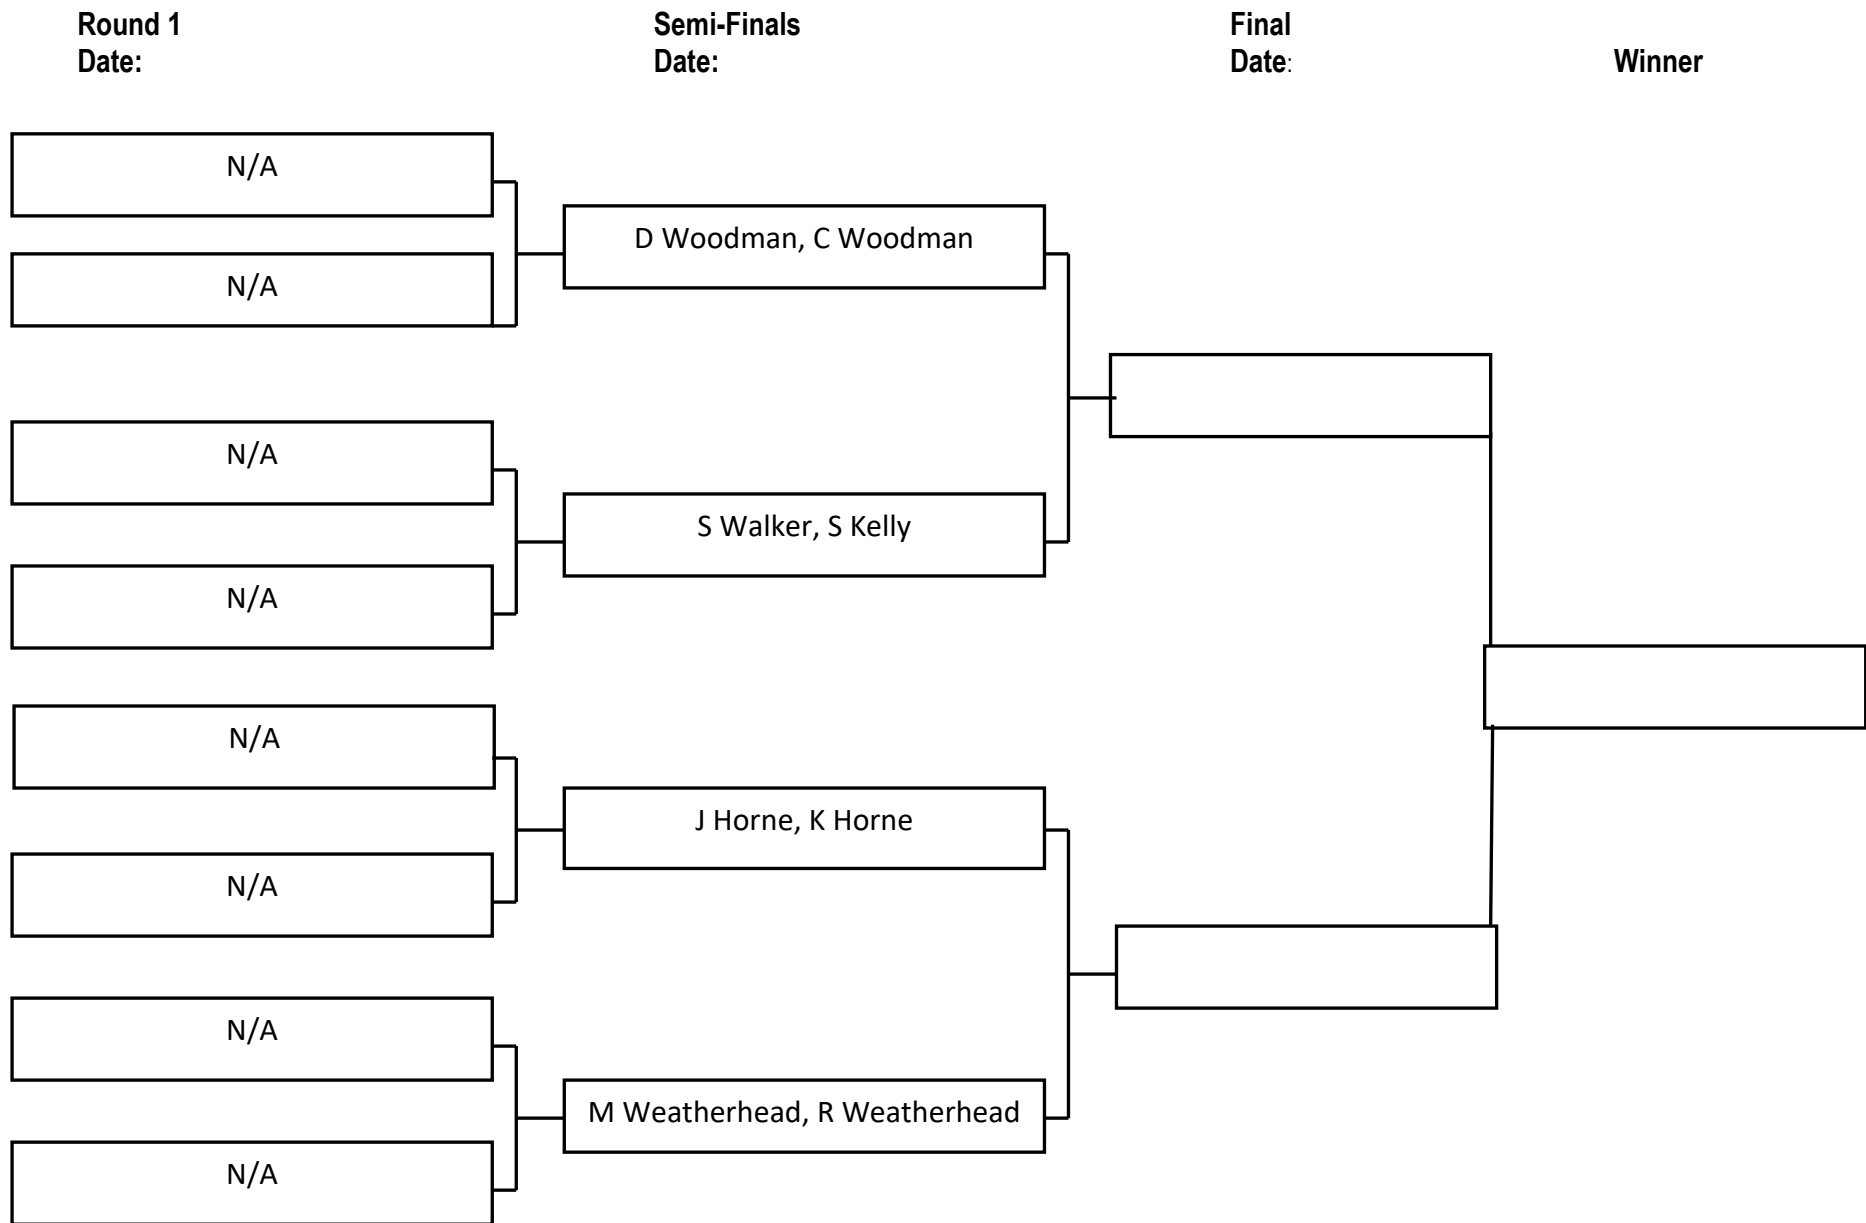 Round 1
Date:
Semi-Finals
Date:
Final
Date:
Winner
N/A
N/A
N/A
N/A
N/A
N/A
N/A
N/A
D Woodman, C Woodman
S Walker, S Kelly
J Horne, K Horne
M Weatherhead, R Weatherhead